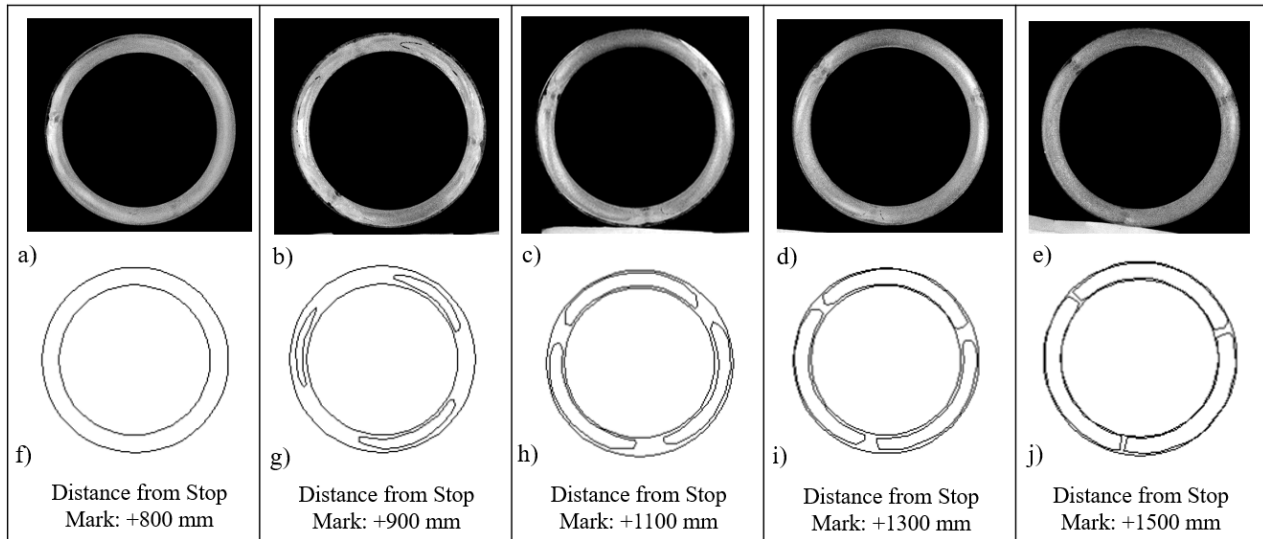 a)
b)
c)
d)
e)
f)
g)
h)
i)
j)
Distance from Stop
Mark: +800 mm
Distance from Stop
Mark: +900 mm
Distance from Stop
Mark: +1100 mm
Distance from Stop
Mark: +1300 mm
Distance from Stop
Mark: +1500 mm